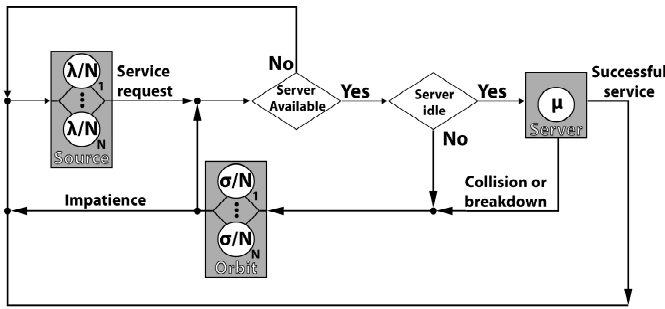 No
λ/N
1
λ/N
N
Source
Service
request
Server
Available
Yes
Server
idle
Yes
No
μ
Server
Successful
service
Collision or
breakdown
Impatience
σ/N
1
σ/N
N
Orbit